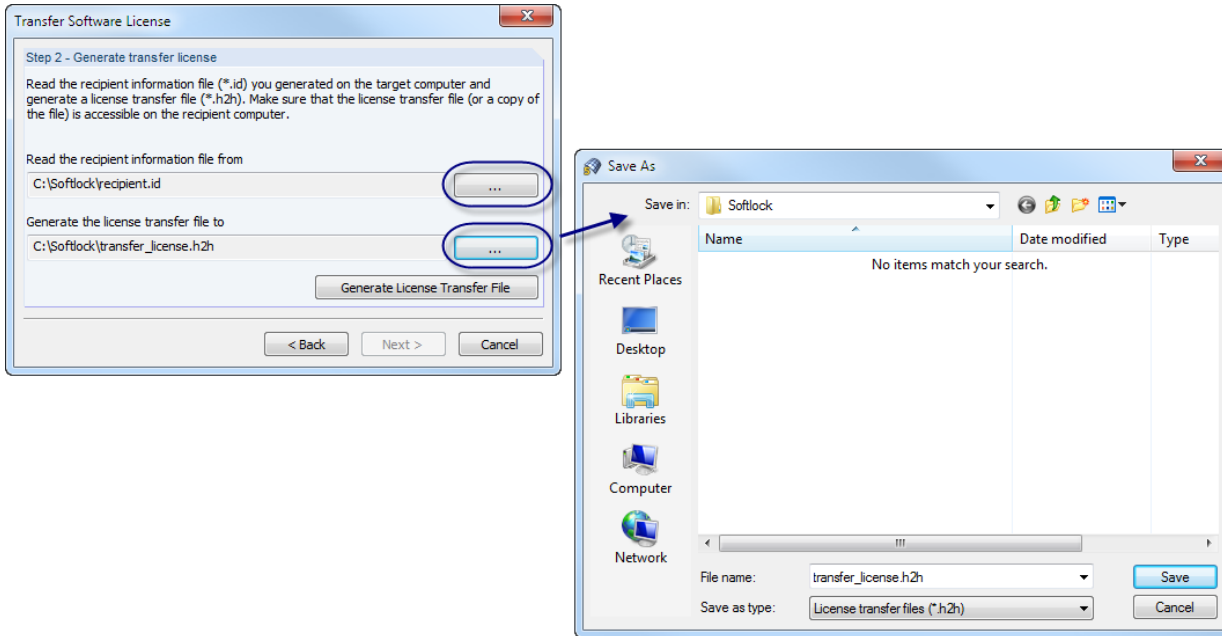 Transfer Software License
Step 2 - Generate transfer license
Read the recipient information file (*.id) you generated on the target computer and
generate a license transfer file (*.h2h). Make sure that the license transfer file (or a copy of
the file) is accessible on the recipient computer.
Read the recipient information file from
C:\Softlock\recipient.id
...
Generate the license transfer file to
C:\Softlock\transfer_license.h2h
...
Generate License Transfer File
< Back
Next >
Cancel
Save As
Save in:
Softlock
Name
Date modified
Type
No items match your search.
Recent Places
Desktop
Libraries
Computer
Network
File name:
transfer_license.h2h
Save
Save as type:
License transfer files (*.h2h)
Cancel